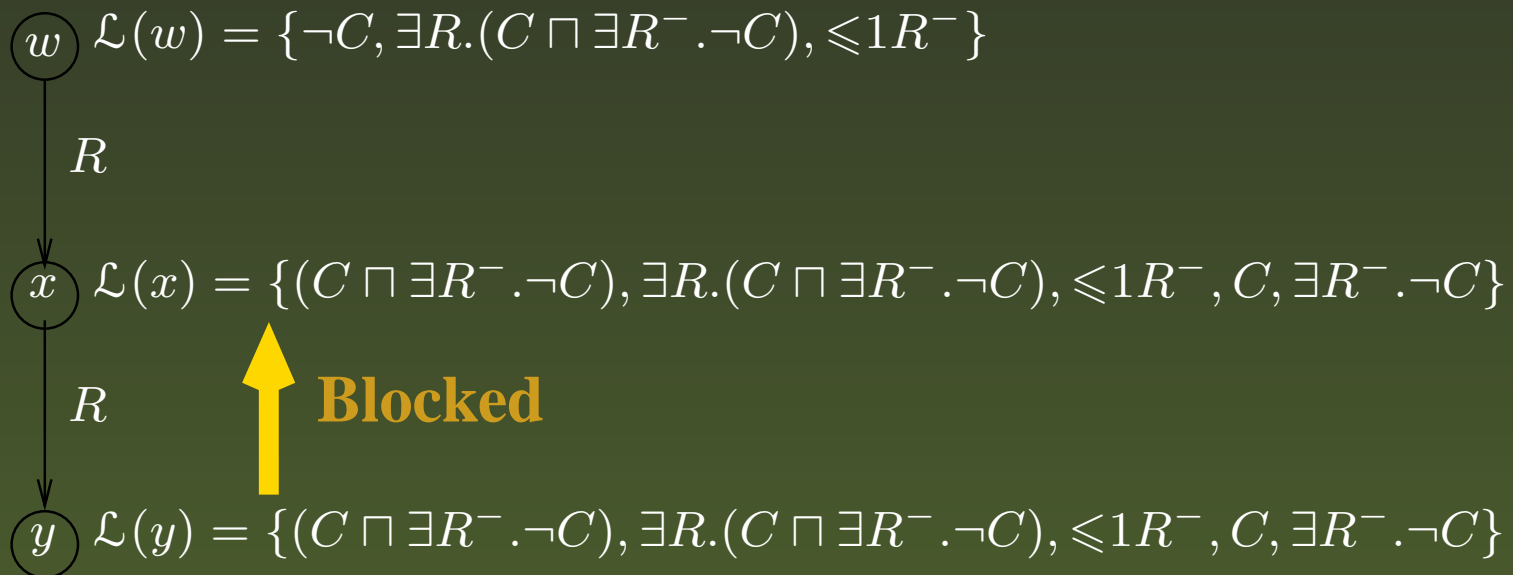 w ℒ(w) = {¬C, ∃R.(C ⊓ ∃R⁻.¬C), ⩽1R⁻}
R
x ℒ(x) = {(C ⊓ ∃R⁻.¬C), ∃R.(C ⊓ ∃R⁻.¬C), ⩽1R⁻, C, ∃R⁻.¬C}
R
Blocked
y ℒ(y) = {(C ⊓ ∃R⁻.¬C), ∃R.(C ⊓ ∃R⁻.¬C), ⩽1R⁻, C, ∃R⁻.¬C}